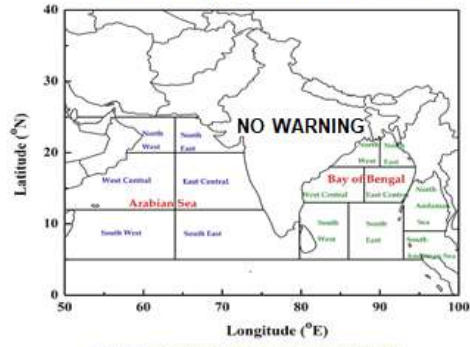 40
30
20
10
0
Latitude (°N)
NO WARNING
North
West
North
East
West Central
East Central
Arabian Sea
South West
South East
North
West
North
East
Bay of Bengal
West Central
East Central
North
Andaman
Sea
South
West
South
East
South
Andaman Sea
50
60
70
80
90
100
Longitude (°E)